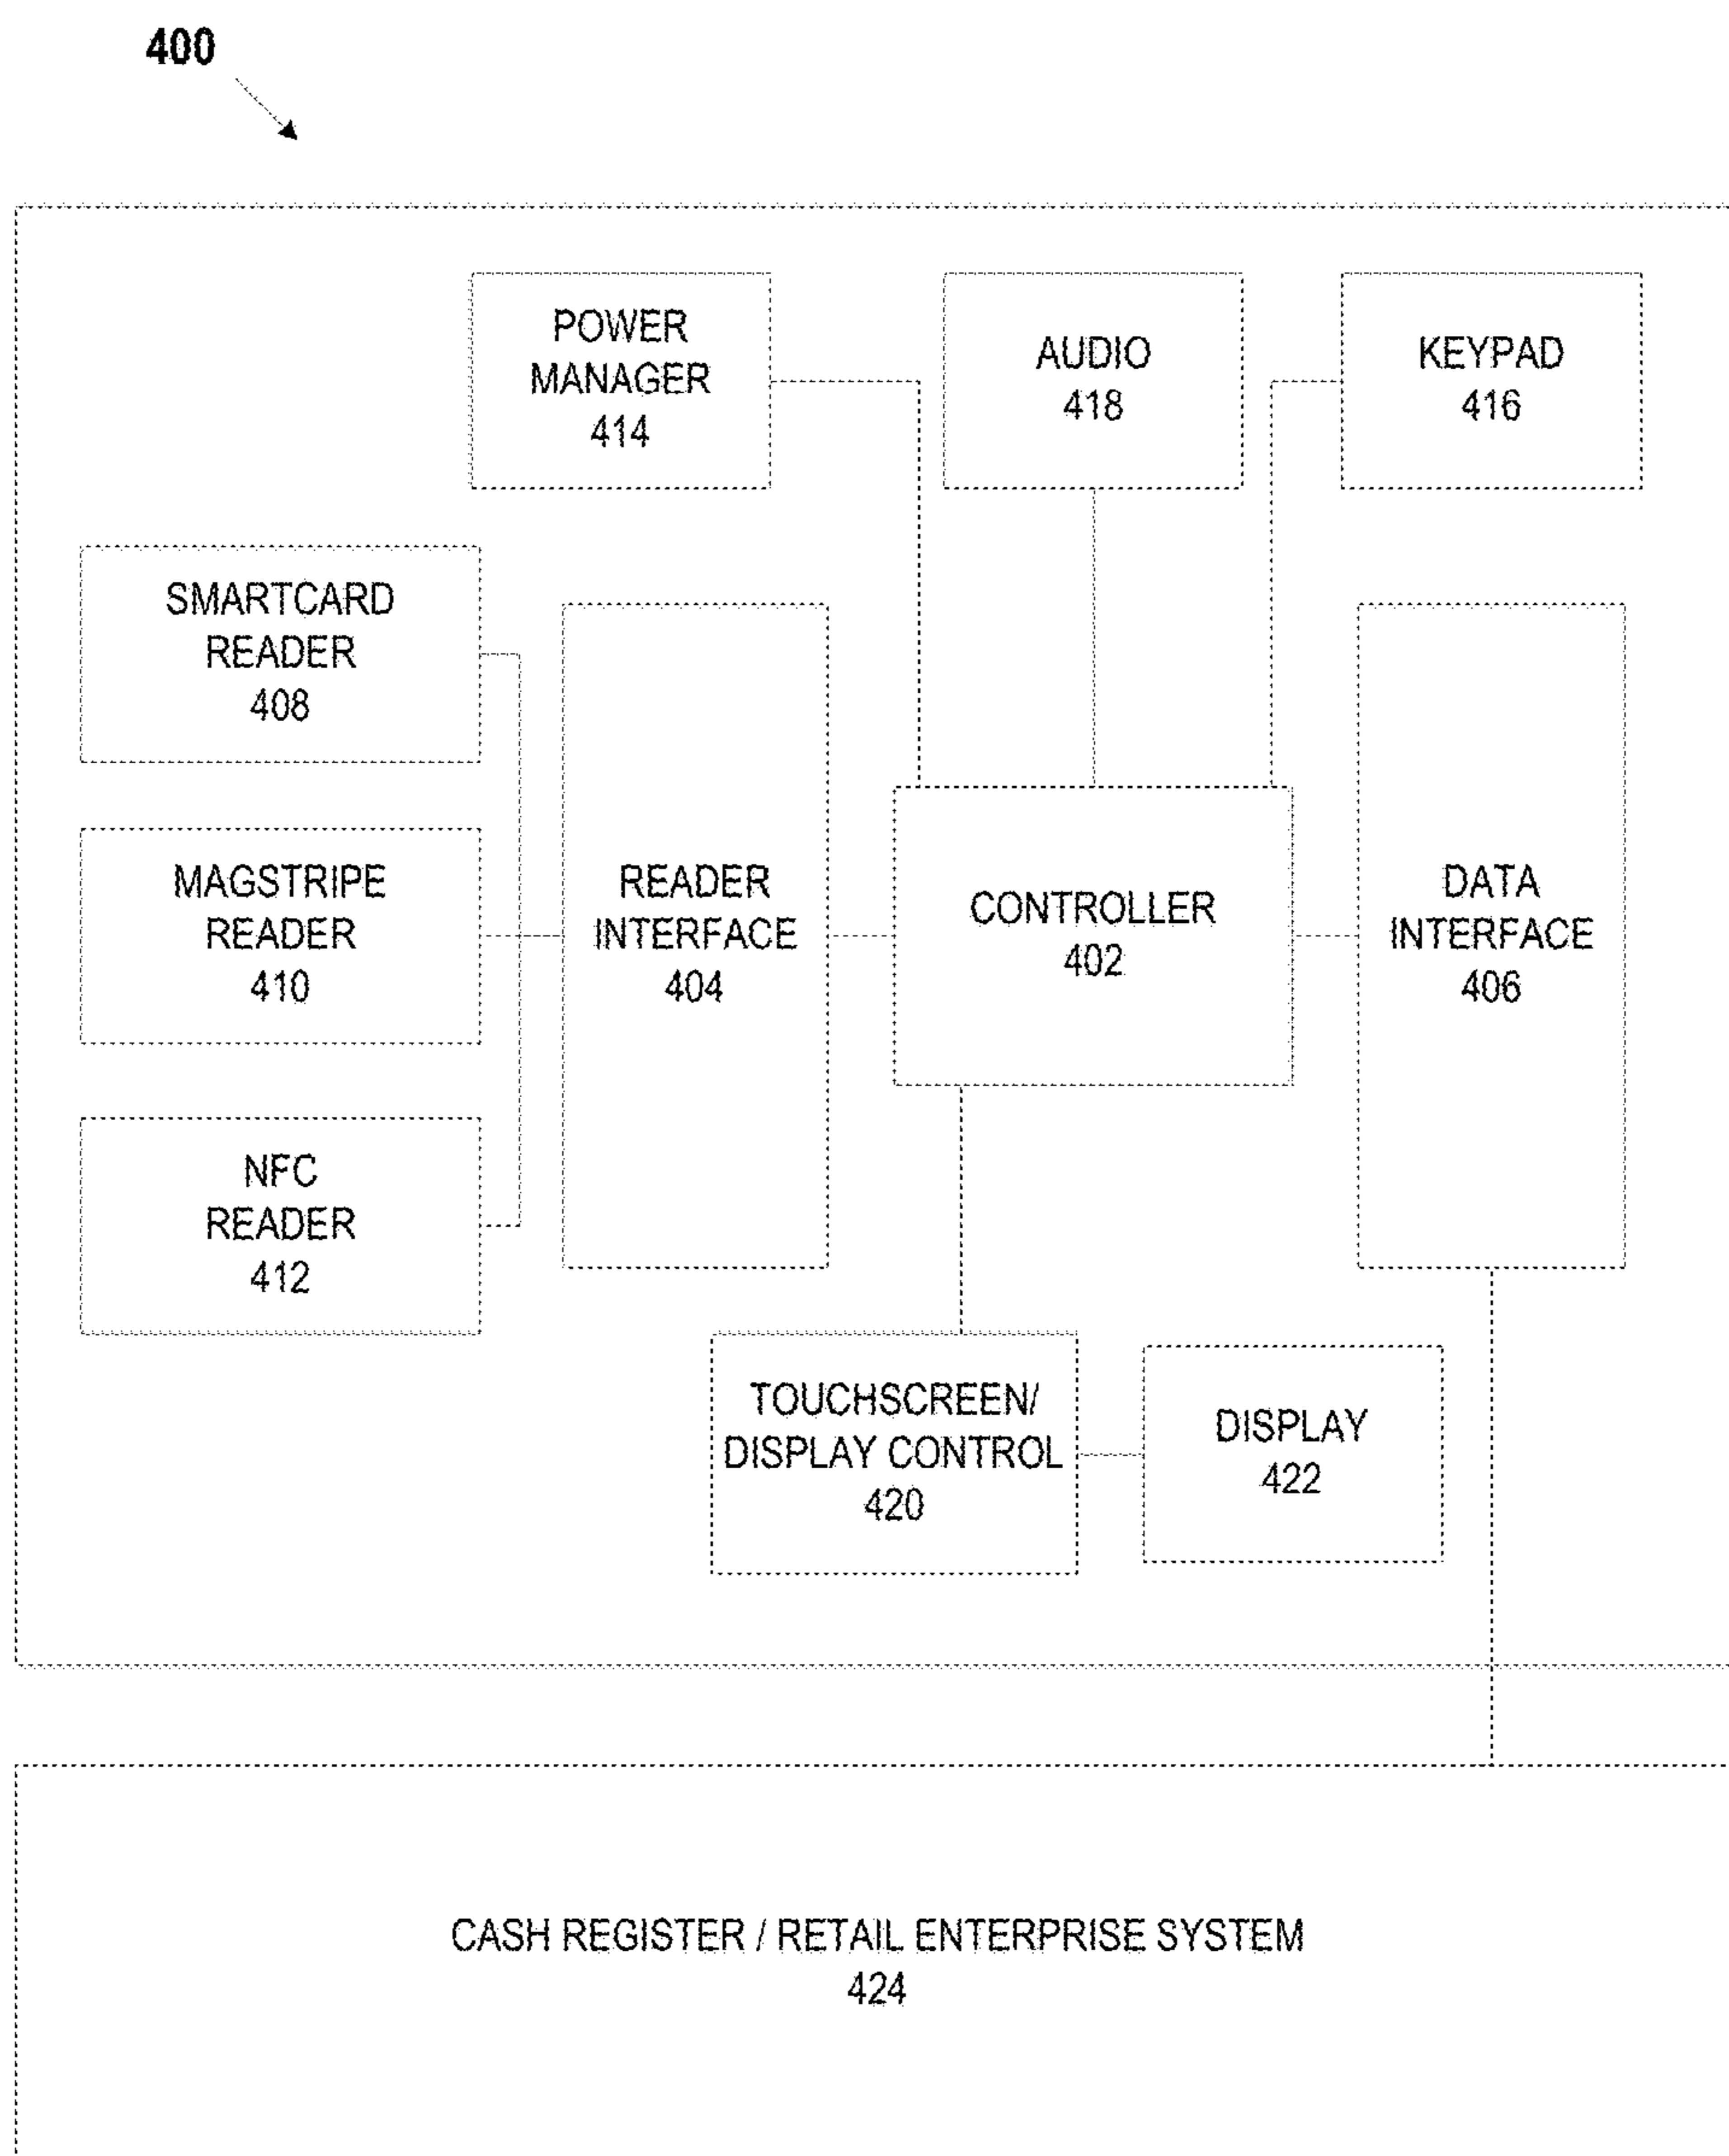 400
POWER
MANAGER
414
AUDIO
418
KEYPAD
416
SMARTCARD
READER
408
MAGSTRIPE
READER
410
NFC
READER
412
READER
INTERFACE
404
CONTROLLER
402
DATA
INTERFACE
406
TOUCHSCREEN/
DISPLAY CONTROL
420
DISPLAY
422
CASH REGISTER / RETAIL ENTERPRISE SYSTEM
424